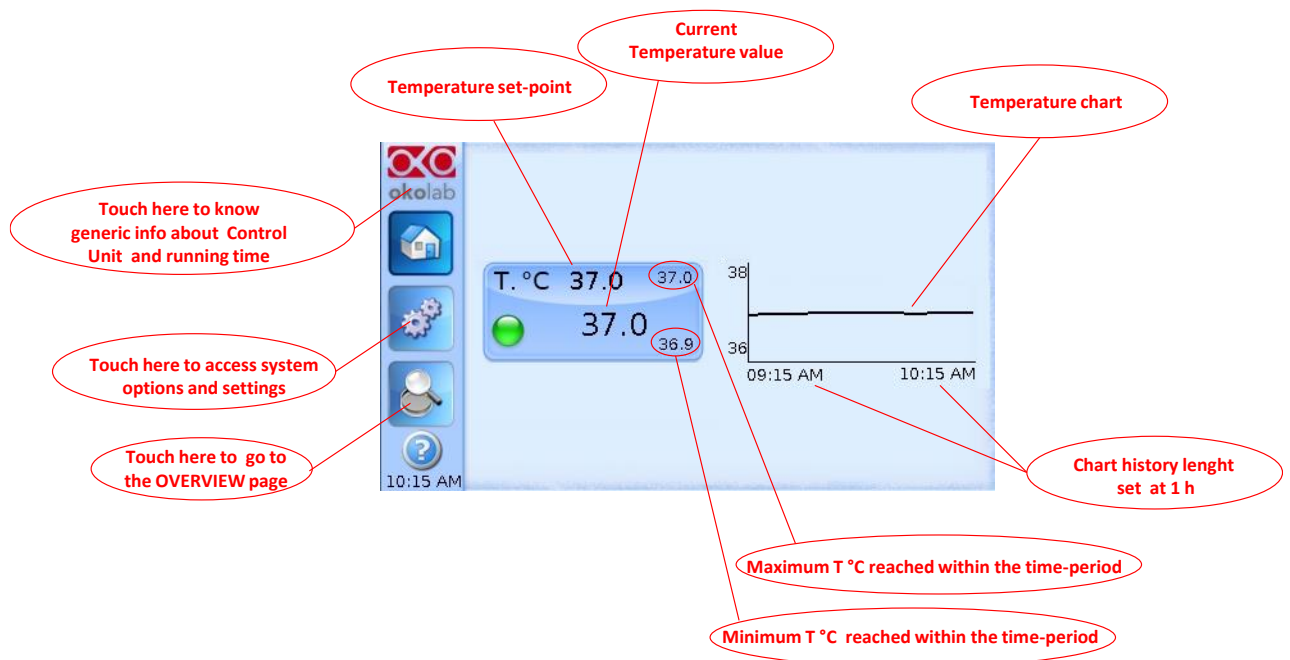 Current
Temperature value
Temperature set-point
Temperature chart
okolab
Touch here to know
generic info about Control
Unit and running time
T. °C 37.0 37.0
37.0
36.9
38
36
09:15 AM 10:15 AM
Touch here to access system
options and settings
Touch here to go to
the OVERVIEW page
?
10:15 AM
Chart history lenght
set at 1 h
Maximum T °C reached within the time-period
Minimum T °C reached within the time-period